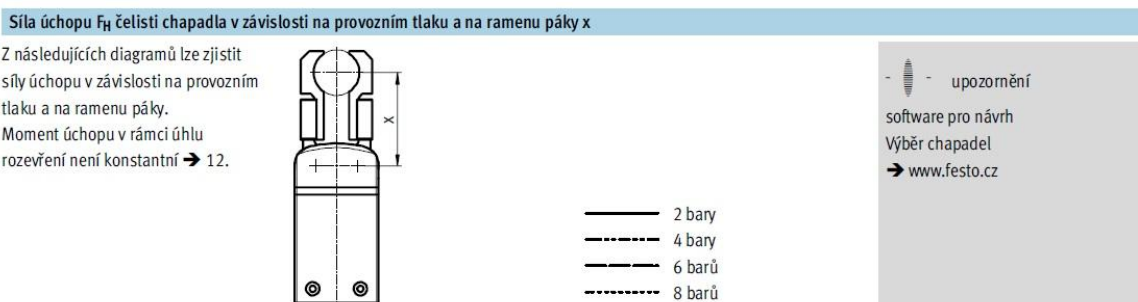 Síla úchopu FH čelisti chapadla v závislosti na provozním tlaku a na ramenu páky x
Z následujících diagramů lze zjistit
síly úchopu v závislosti na provozním
tlaku a na ramenu páky.
Moment úchopu v rámci úhlu
rozevření není konstantní ➔ 12.
x
2 bary
4 bary
6 barů
8 barů
upozornění
software pro návrh
Výběr chapadel
➔ www.festo.cz